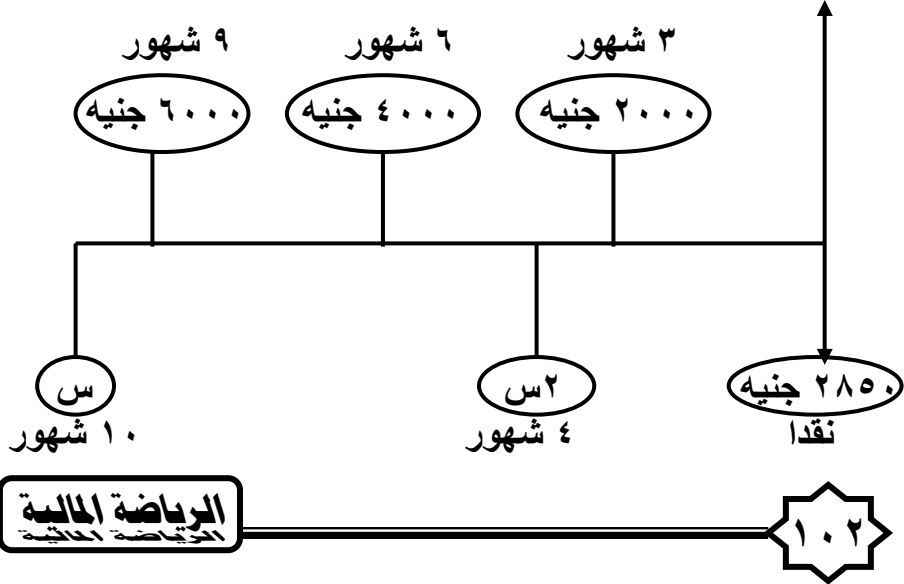 ٣ شهور ٦ شهور ٩ شهور
٢٠٠٠ جنيه ٤٠٠٠ جنيه ٦٠٠٠ جنيه
٢٨٥٠ جنيه ٢س س
نقدا ٤ شهور ١٠ شهور
١٠٢ الرياضة المالية